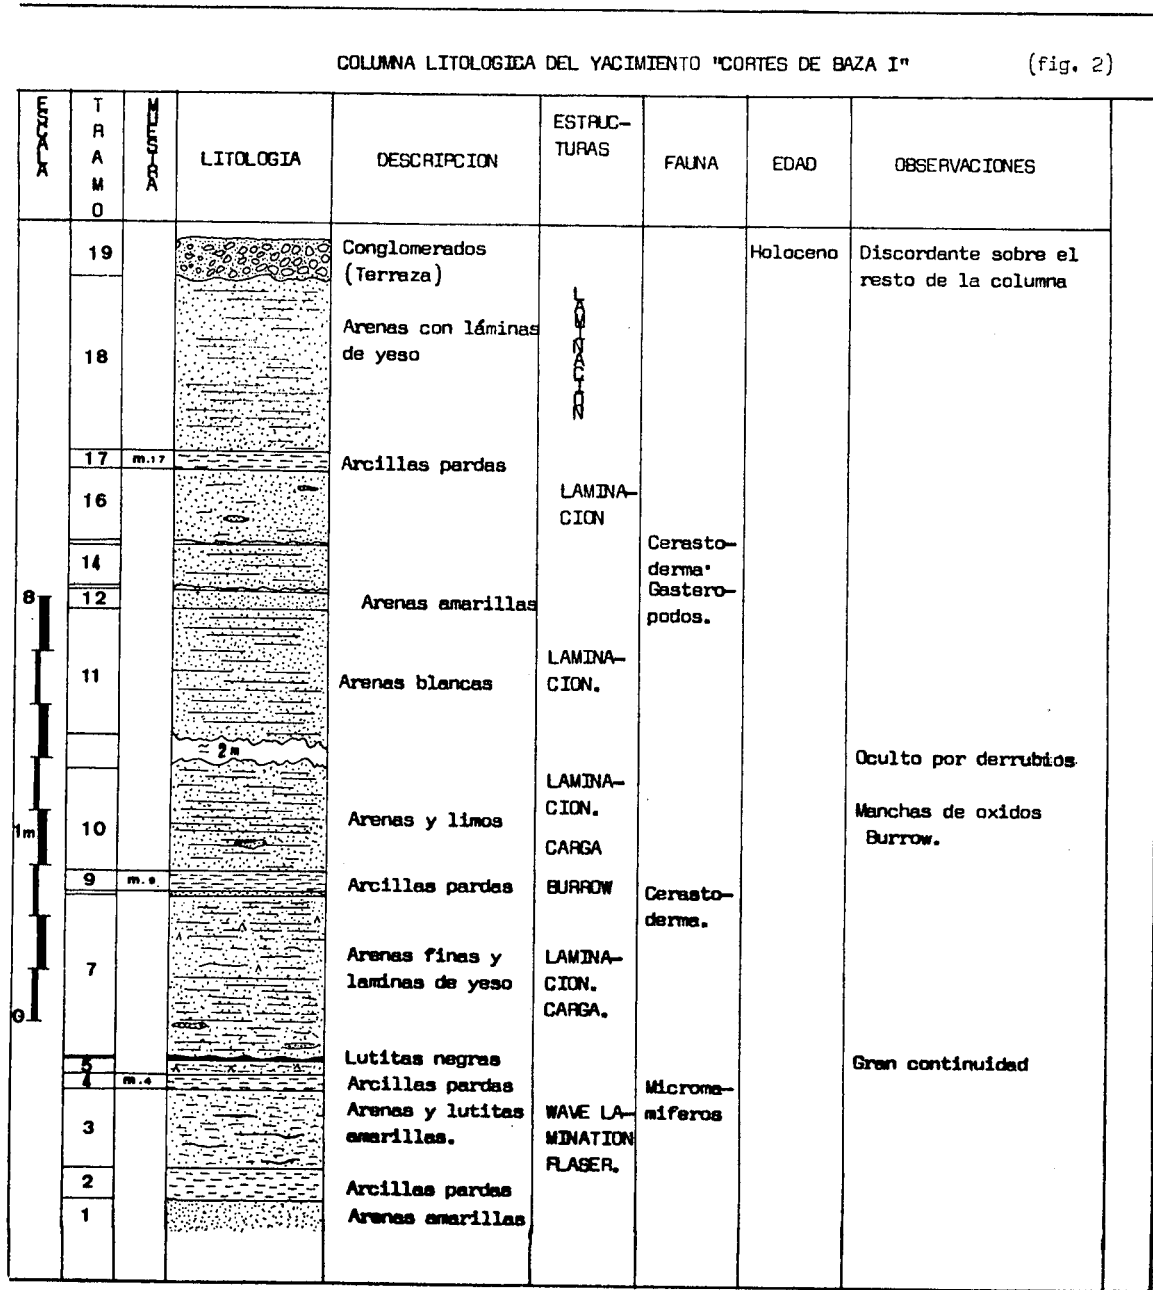 COLUMNA LITOLOGICA DEL YACIMIENTO "CORTES DE BAZA I" (fig. 2)
ESCALA
TRAMO
MUESTRA
LITOLOGIA
DESCRIPCION
ESTRUC-
TURAS
FAUNA
EDAD
OBSERVACIONES
19
Conglomerados
(Terraza)
Holoceno
Discordante sobre el
resto de la columna
18
Arenas con láminas
de yeso
LAMINACION
17
m.17
Arcillas pardas
16
LAMINA-
CION
14
Cerasto-
derma.
Gastero-
podos.
8
12
Arenas amarillas
11
Arenas blancas
LAMINA-
CION.
≈ 2m
Oculto por derrubios
1m
10
Arenas y limos
LAMINA-
CION.
CARGA
Manchas de oxidos
Burrow.
9
m.9
Arcillas pardas
BURROW
Cerasto-
derma.
7
Arenas finas y
laminas de yeso
LAMINA-
CION.
CARGA.
0
5
Lutitas negras
Gran continuidad
4
m.4
Arcillas pardas
Microma-
miferos
3
Arenas y lutitas
amarillas.
WAVE LA-
MINATION
FLASER.
2
Arcillas pardas
1
Arenas amarillas